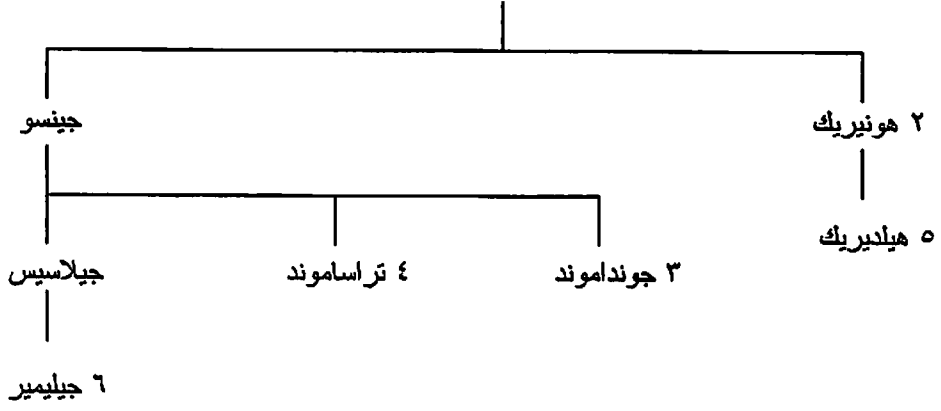 ٢ هونيريك
جينسو
٥ هيلديريك
٣ جونداموند
٤ تراساموند
جيلاسيس
٦ جيليمير